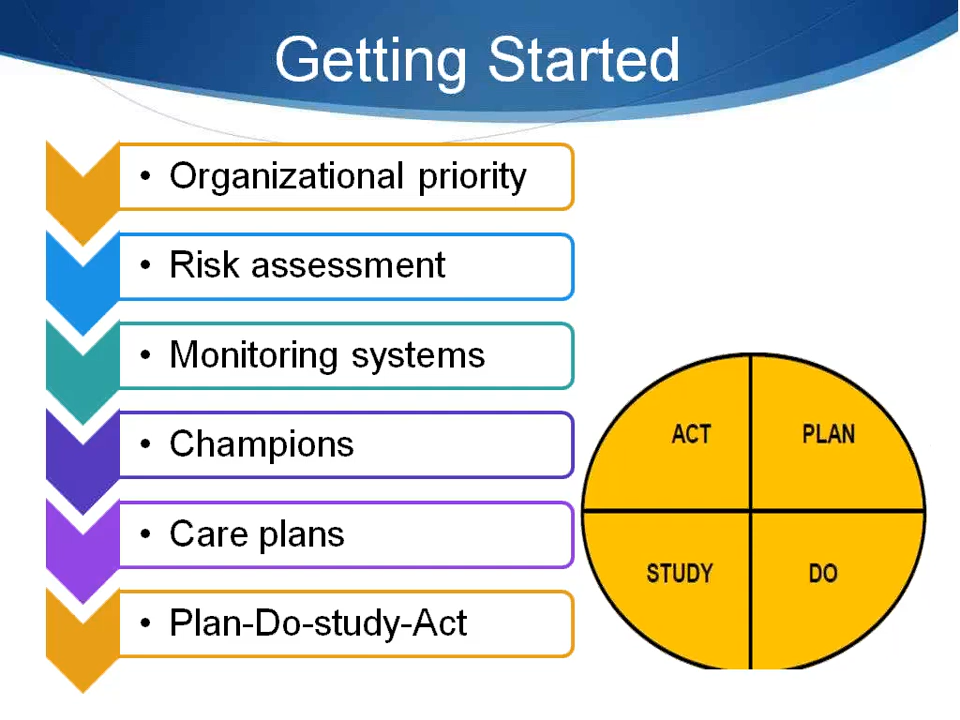 Getting Started
• Organizational priority
• Risk assessment
• Monitoring systems
• Champions
• Care plans
• Plan-Do-study-Act
ACT PLAN
STUDY DO